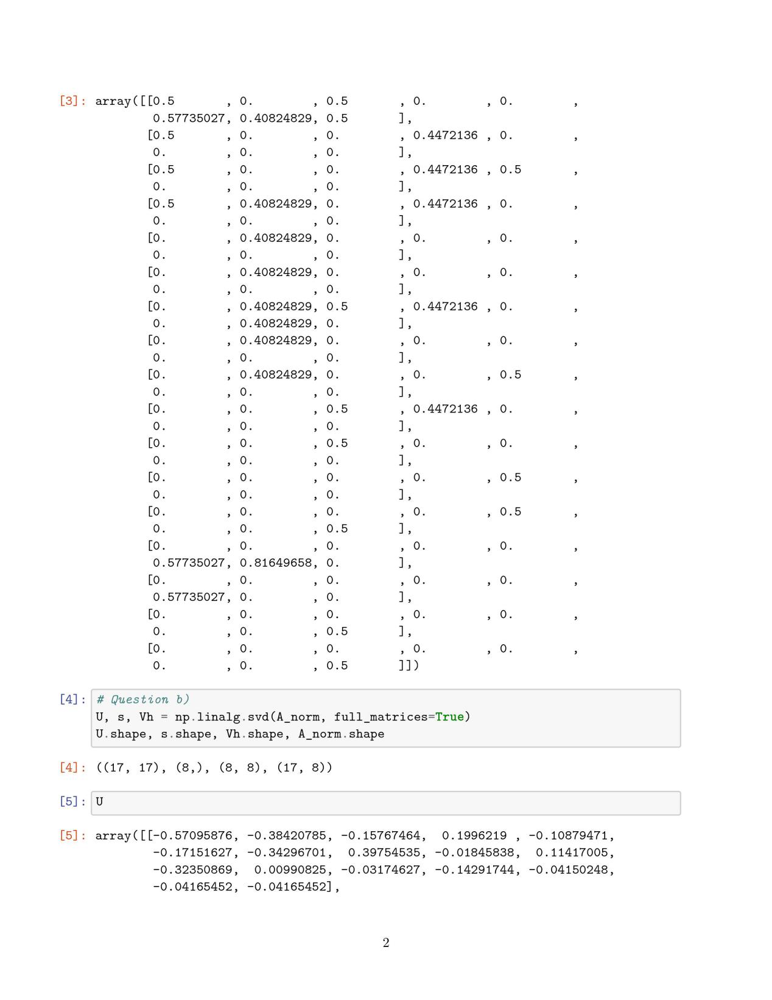 [3]: array([[0.5       , 0.        , 0.5       , 0.        , 0.        ,
        0.57735027, 0.40824829, 0.5       ],
       [0.5       , 0.        , 0.        , 0.4472136 , 0.        ,
        0.        , 0.        , 0.        ],
       [0.5       , 0.        , 0.        , 0.4472136 , 0.5       ,
        0.        , 0.        , 0.        ],
       [0.5       , 0.40824829, 0.        , 0.4472136 , 0.        ,
        0.        , 0.        , 0.        ],
       [0.        , 0.40824829, 0.        , 0.        , 0.        ,
        0.        , 0.        , 0.        ],
       [0.        , 0.40824829, 0.        , 0.        , 0.        ,
        0.        , 0.        , 0.        ],
       [0.        , 0.40824829, 0.5       , 0.4472136 , 0.        ,
        0.        , 0.40824829, 0.        ],
       [0.        , 0.40824829, 0.        , 0.        , 0.        ,
        0.        , 0.        , 0.        ],
       [0.        , 0.40824829, 0.        , 0.        , 0.5       ,
        0.        , 0.        , 0.        ],
       [0.        , 0.        , 0.5       , 0.4472136 , 0.        ,
        0.        , 0.        , 0.        ],
       [0.        , 0.        , 0.5       , 0.        , 0.        ,
        0.        , 0.        , 0.        ],
       [0.        , 0.        , 0.        , 0.        , 0.5       ,
        0.        , 0.        , 0.        ],
       [0.        , 0.        , 0.        , 0.        , 0.5       ,
        0.        , 0.        , 0.5       ],
       [0.        , 0.        , 0.        , 0.        , 0.        ,
        0.57735027, 0.81649658, 0.        ],
       [0.        , 0.        , 0.        , 0.        , 0.        ,
        0.57735027, 0.        , 0.        ],
       [0.        , 0.        , 0.        , 0.        , 0.        ,
        0.        , 0.        , 0.5       ],
       [0.        , 0.        , 0.        , 0.        , 0.        ,
        0.        , 0.        , 0.5       ]])
[4]: # Question b)
U, s, Vh = np.linalg.svd(A_norm, full_matrices=True)
U.shape, s.shape, Vh.shape, A_norm.shape
[4]: ((17, 17), (8,), (8, 8), (17, 8))
[5]: U
[5]: array([[-0.57095876, -0.38420785, -0.15767464,  0.1996219 , -0.10879471,
        -0.17151627, -0.34296701,  0.39754535, -0.01845838,  0.11417005,
        -0.32350869,  0.00990825, -0.03174627, -0.14291744, -0.04150248,
        -0.04165452, -0.04165452],
2